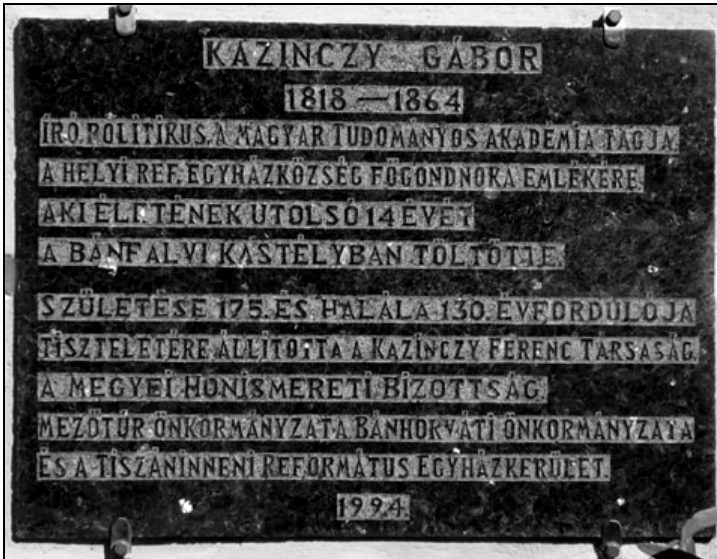 KAZINCZY GÁBOR
1818 — 1864
ÍRÓ, POLITIKUS, A MAGYAR TUDOMÁNYOS AKADÉMIA TAGJA,
A HELYI REF. EGYHÁZKÖZSÉG FŐGONDNOKA EMLÉKÉRE,
AKI ÉLETÉNEK UTOLSÓ 14 ÉVÉT
A BÁNFALVI KASTÉLYBAN TÖLTÖTTE.
SZÜLETÉSE 175. ÉS HALÁLA 130. ÉVFORDULÓJA
TISZTELETÉRE ÁLLÍTOTTA A KAZINCZY FERENC TÁRSASÁG,
A MEGYEI HONISMERETI BIZOTTSÁG,
MEZŐTÚR ÖNKORMÁNYZATA BÁNHORVÁTI ÖNKORMÁNYZATA
ÉS A TISZÁNINNENI REFORMÁTUS EGYHÁZKERÜLET.
1994.